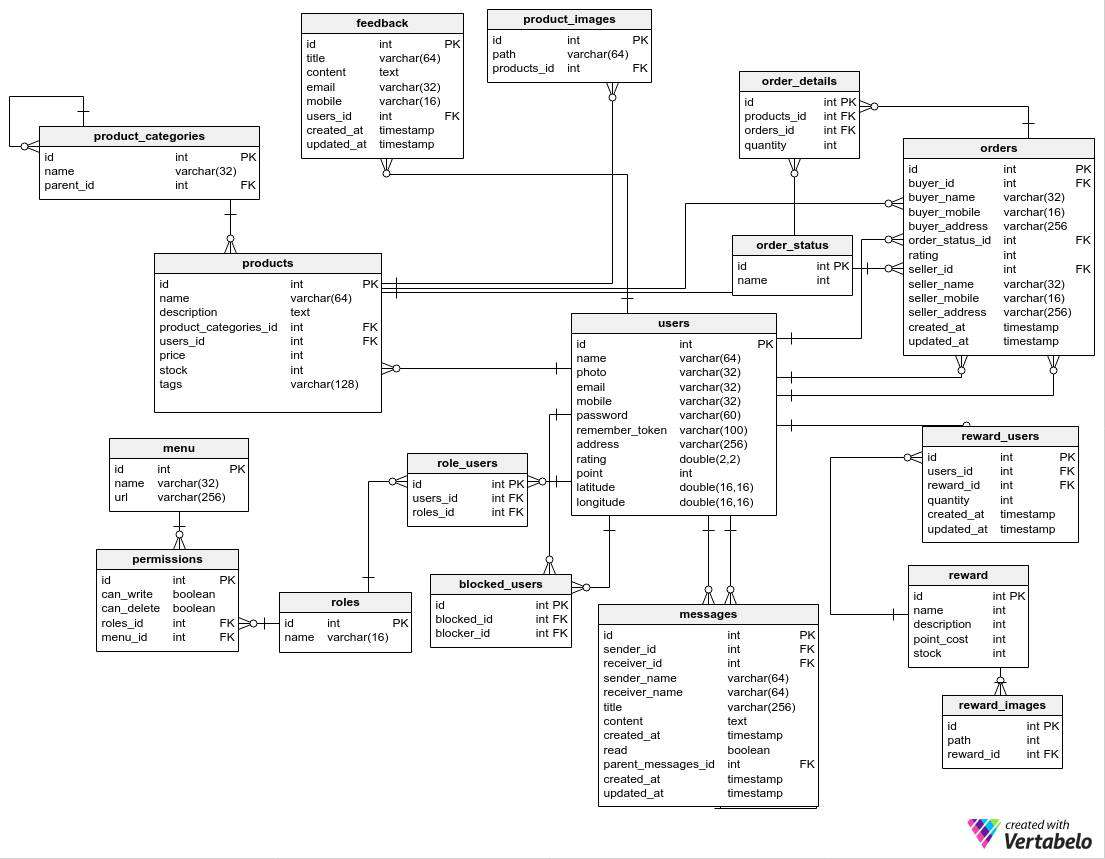 feedback
id int PK
title varchar(64)
content text
email varchar(32)
mobile varchar(16)
users_id int FK
created_at timestamp
updated_at timestamp
product_images
id int PK
path varchar(64)
products_id int FK
order_details
id int PK
products_id int FK
orders_id int FK
quantity int
product_categories
id int PK
name varchar(32)
parent_id int FK
orders
id int PK
buyer_id int FK
buyer_name varchar(32)
buyer_mobile varchar(16)
buyer_address varchar(256
order_status_id int FK
rating int
seller_id int FK
seller_name varchar(32)
seller_mobile varchar(16)
seller_address varchar(256)
created_at timestamp
updated_at timestamp
order_status
id int PK
name int
products
id int PK
name varchar(64)
description text
product_categories_id int FK
users_id int FK
price int
stock int
tags varchar(128)
users
id int PK
name varchar(64)
photo varchar(32)
email varchar(32)
mobile varchar(32)
password varchar(60)
remember_token varchar(100)
address varchar(256)
rating double(2,2)
point int
latitude double(16,16)
longitude double(16,16)
menu
id int PK
name varchar(32)
url varchar(256)
role_users
id int PK
users_id int FK
roles_id int FK
reward_users
id int PK
users_id int FK
reward_id int FK
quantity int
created_at timestamp
updated_at timestamp
permissions
id int PK
can_write boolean
can_delete boolean
roles_id int FK
menu_id int FK
roles
id int PK
name varchar(16)
blocked_users
id int PK
blocked_id int FK
blocker_id int FK
messages
id int PK
sender_id int FK
receiver_id int FK
sender_name varchar(64)
receiver_name varchar(64)
title varchar(256)
content text
created_at timestamp
read boolean
parent_messages_id int FK
created_at timestamp
updated_at timestamp
reward
id int PK
name int
description int
point_cost int
stock int
reward_images
id int PK
path int
reward_id int FK
created with
Vertabelo